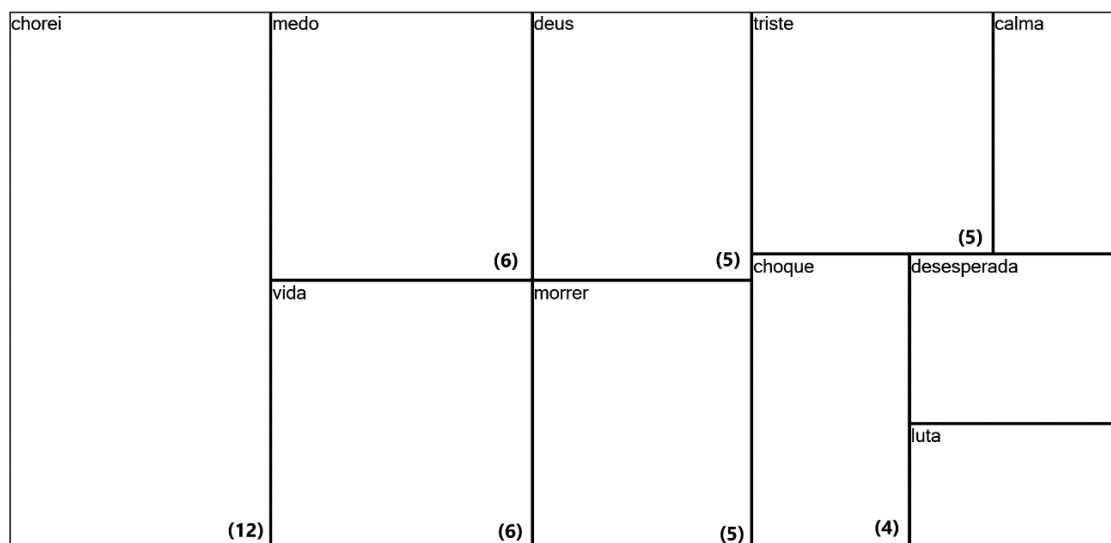 chorei
(12)
medo
(6)
vida
(6)
deus
(5)
morrer
(5)
triste
(5)
calma
choque
(4)
desesperada
luta